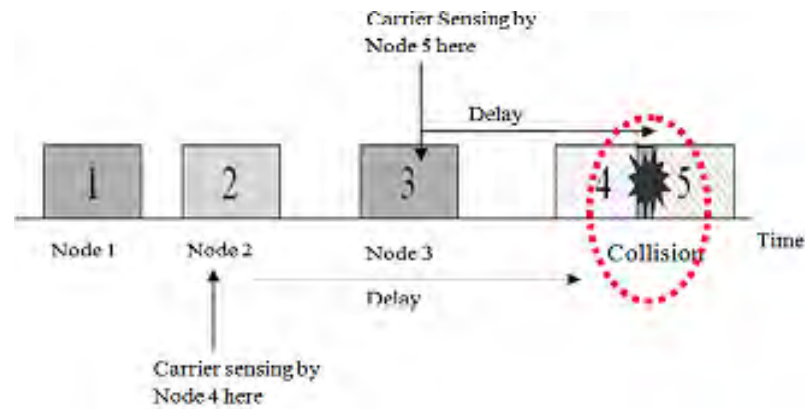 Carrier Sensing by
Node 5 here
Delay
1
2
3
4
5
Node 1
Node 2
Node 3
Collision
Time
Delay
Carrier sensing by
Node 4 here